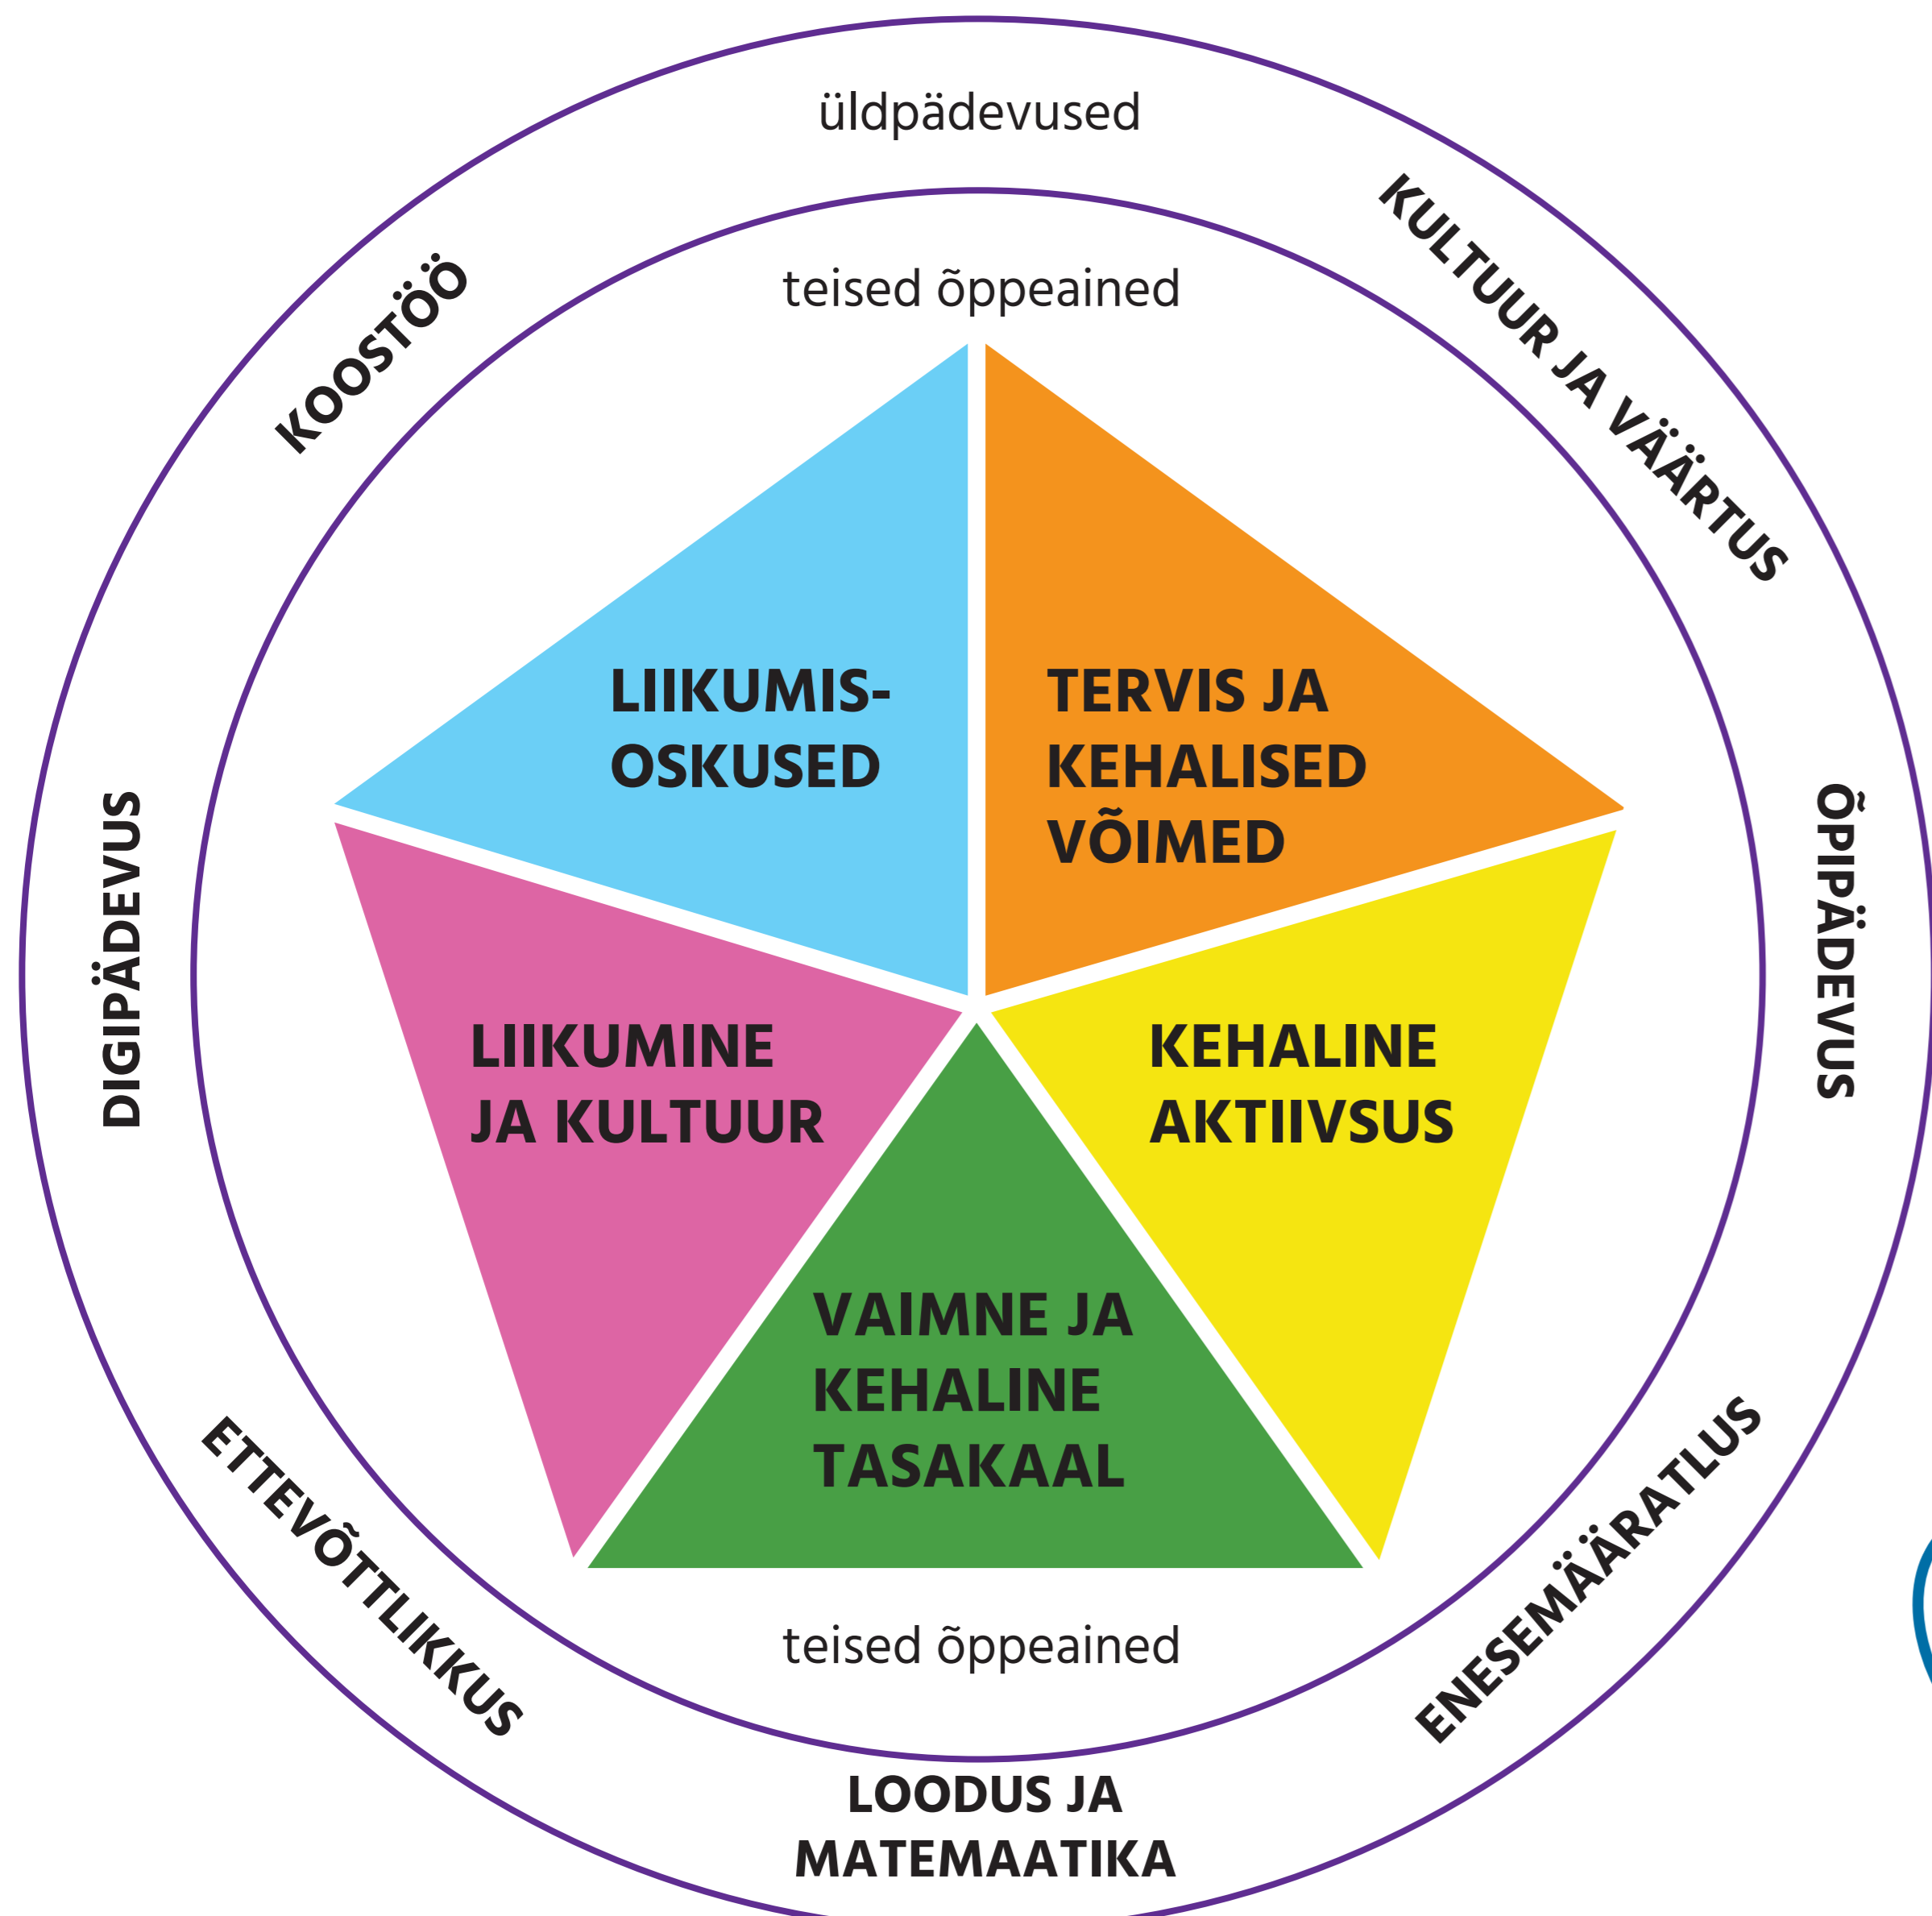 üldpädevused
KULTUUR JA VÄÄRTUS
KOOSTÖÖ
teised õppeained
LIIKUMIS-
OSKUSED
TERVIS JA
KEHALISED
VÕIMED
DIGIPÄDEVUS
ÕPIPÄDEVUS
LIIKUMINE
JA KULTUUR
KEHALINE
AKTIIVSUS
VAIMNE JA
KEHALINE
TASAKAAL
ETTEVÕTTLIIKKUS
ENESEMÄÄRATLUS
teised õppeained
LOODUS JA
MATEMAATIKA